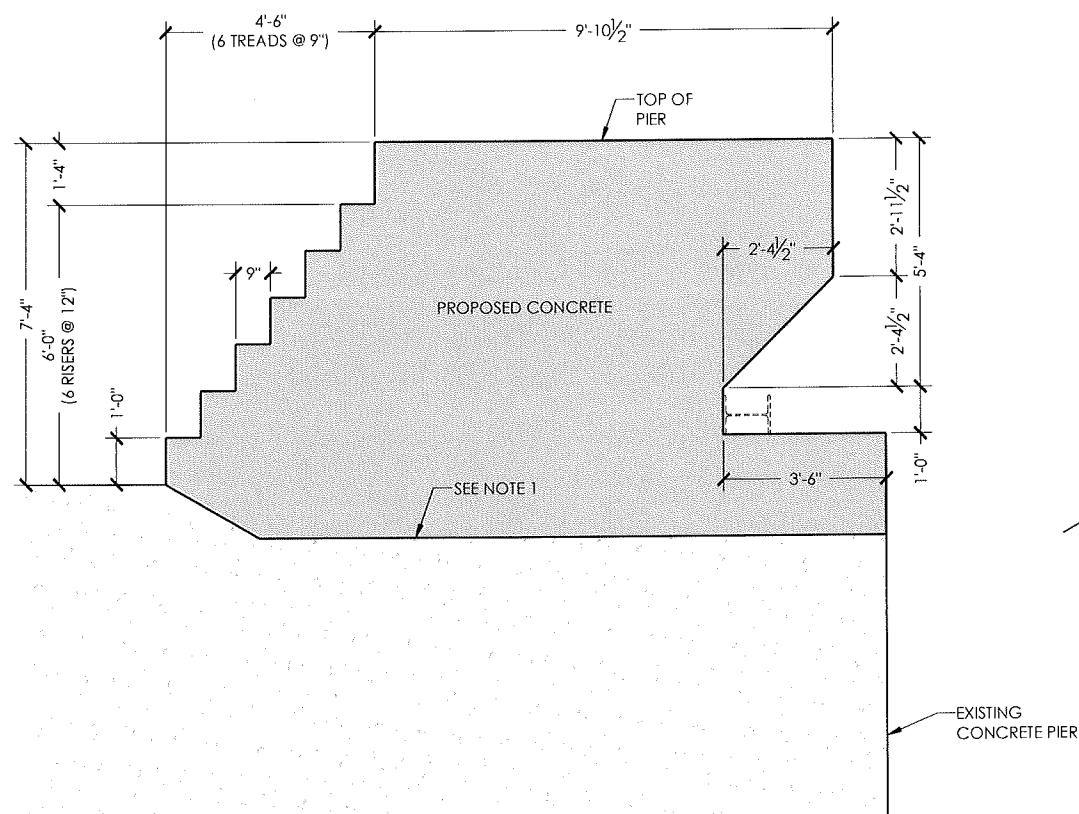 4'-6"
(6 TREADS @ 9")
9'-10½"
TOP OF
PIER
1'-4"
7'-4"
6'-0"
(6 RISERS @ 12")
1'-0"
9"
PROPOSED CONCRETE
2'-4½"
2'-11½"
5'-4"
2'-4½"
1'-0"
3'-6"
SEE NOTE 1
EXISTING
CONCRETE PIER